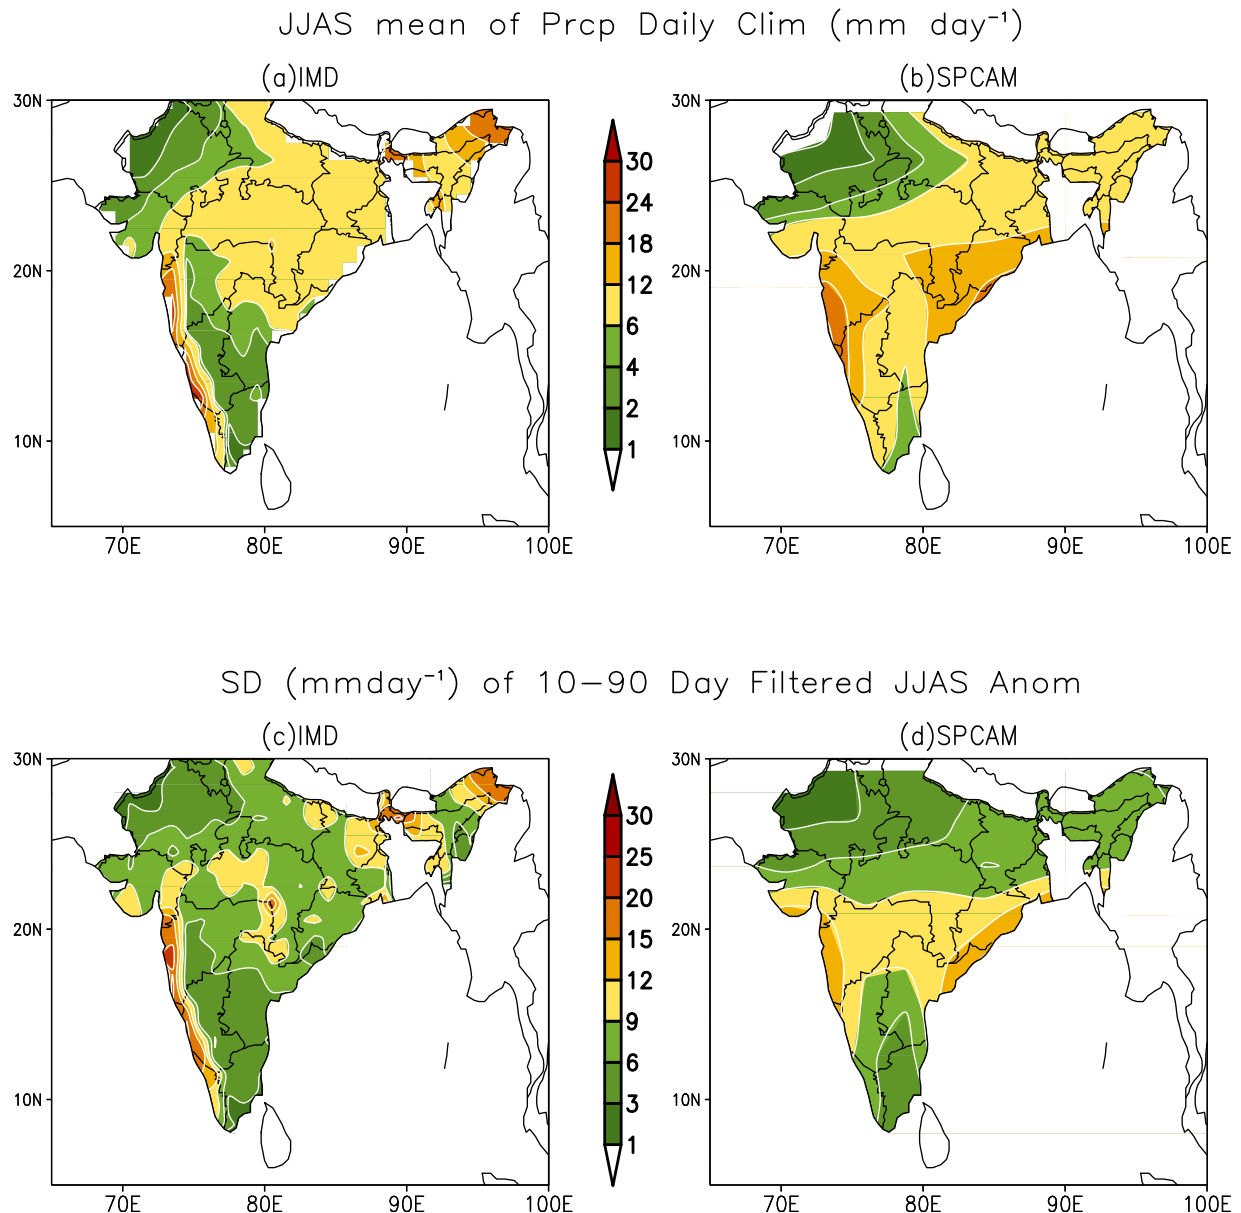 JJAS mean of Prcp Daily Clim (mm day⁻¹)
(a)IMD
(b)SPCAM
30N
20N
10N
70E 80E 90E 100E
30
24
18
12
6
4
2
1
30N
20N
10N
70E 80E 90E 100E
SD (mmday⁻¹) of 10−90 Day Filtered JJAS Anom
(c)IMD
(d)SPCAM
30N
20N
10N
70E 80E 90E 100E
30
25
20
15
12
9
6
3
1
30N
20N
10N
70E 80E 90E 100E